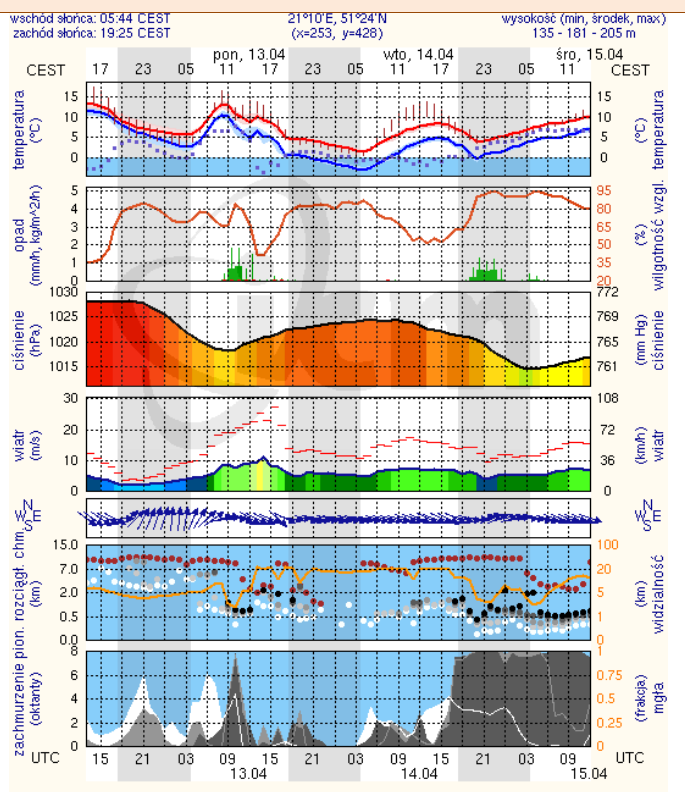 wschód słońca: 05:44 CEST 21°10'E, 51°24'N wysokość (min, środek, max)
zachód słońca: 19:25 CEST (x=253, y=428) 135 - 181 - 205 m
pon, 13.04 wto, 14.04 śro, 15.04
CEST 17 23 05 11 17 23 05 11 17 23 05 11 CEST
temperatura
(°C)
15
10
5
0
15
10
5
0
(°C)
temperatura
opad
(mm/h, kg/m^2/h)
5
4
3
2
1
0
95
80
65
50
35
20
(%)
wilgotność wzgl.
ciśnienie
(hPa)
1030
1025
1020
1015
772
769
765
761
(mm Hg)
ciśnienie
wiatr
(m/s)
30
20
10
0
108
72
36
0
(km/h)
wiatr
N
W E
S
N
W E
S
pion. rozciągł. chm.
(km)
15.0
7.0
2.0
0.5
0.0
100
20
5
1
0
(km)
widzialność
zachmurzenie
(oktanty)
8
6
4
2
0
1
0.75
0.5
0.25
0
(frakcja)
mgła
UTC 15 21 03 09 15 21 03 09 15 21 03 09 UTC
13.04 14.04 15.04